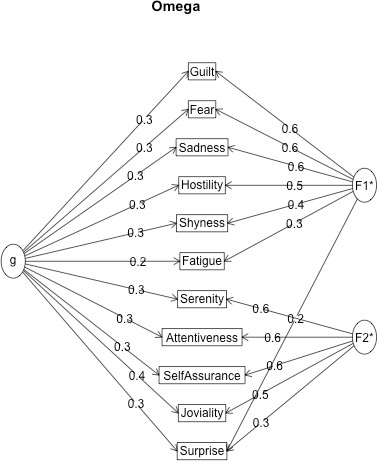 Omega
Guilt
0.3
0.6
Fear
0.3
0.6
Sadness
0.3
0.6
Hostility
0.3
0.5
F1*
Shyness
0.3
0.4
Fatigue
0.2
0.3
g
Serenity
0.3
0.6
0.2
Attentiveness
0.3
0.6
F2*
SelfAssurance
0.3
0.6
Joviality
0.4
0.5
Surprise
0.3
0.3